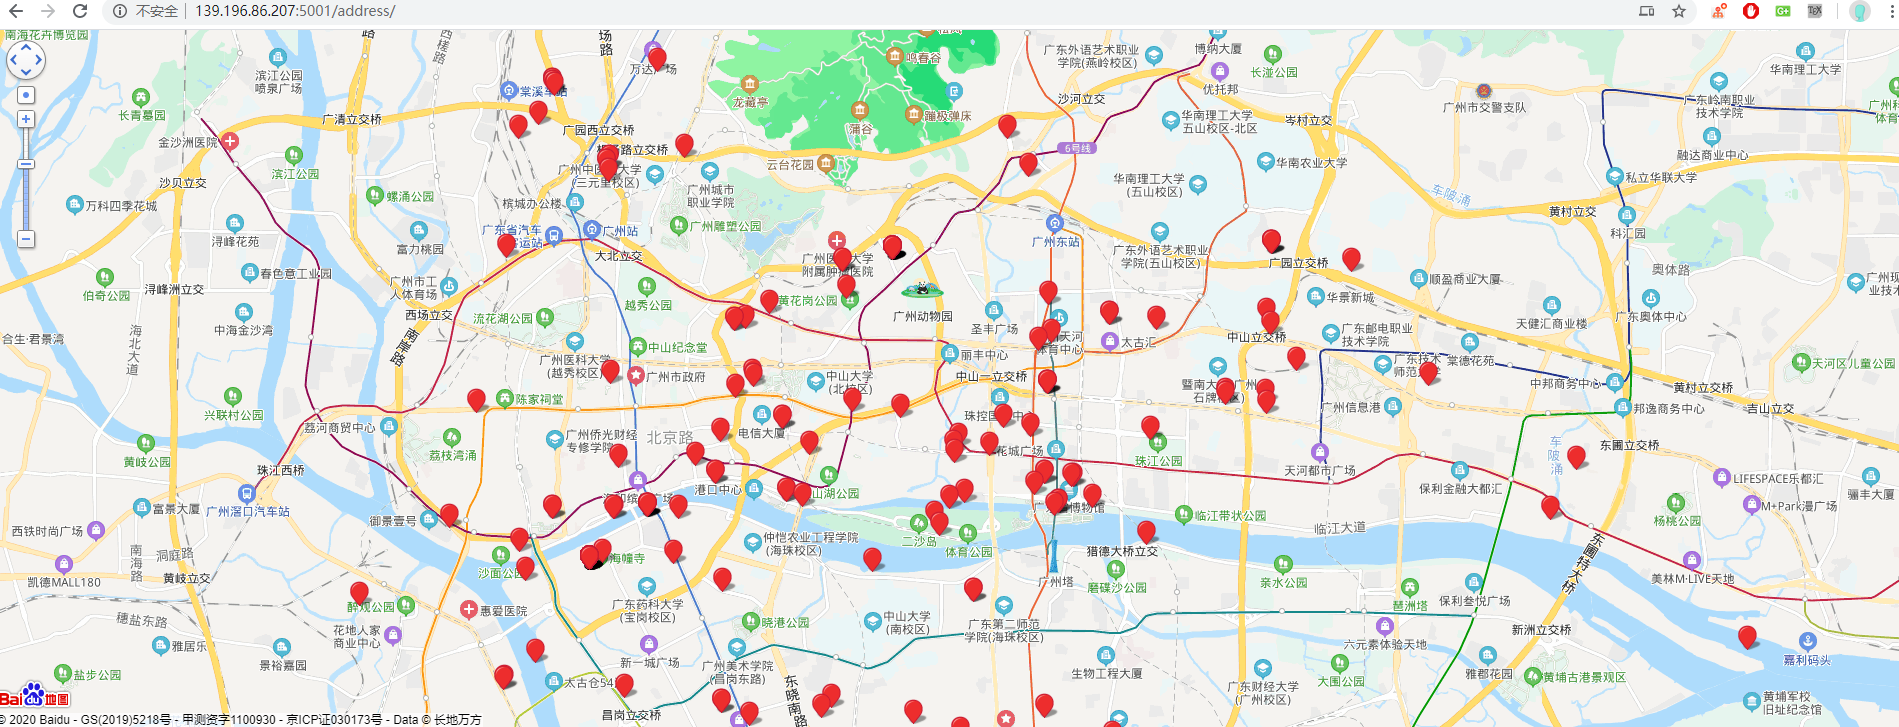 不安全
139.196.86.207:5001/address/
南海花卉博览园
滨江公园
喷泉广场
长青墓园
金沙洲医院
广清立交桥
沙贝立交
滨江公园
螺涌公园
万科四季花城
浔峰花苑
春色意工业园
伯奇公园
浔峰洲立交
中海金沙湾
合生·君景湾
海北大道
兴联村公园
黄岐公园
荔河商贸中心
珠江西桥
富景大厦
广州滘口汽车站
西铁时尚广场
凯德MALL180
南海路
洞庭路
黄岐立交
穗盐东路
雅居乐
景裕嘉园
盐步公园
醉观公园
花地人家
商业中心
惠爱医院
御景壹号
沙面公园
太古仓
昌岗立交桥
西槎路
棠溪车站
万达广场
广园西立交桥
广州中医药大学
(三元里校区)
槎城办公楼
富力桃园
广东省汽车
客运站
广州站
大北立交
广州市工
人体育场
西场立交
南岸路
流花湖公园
越秀公园
中山纪念堂
广州医科大学
(越秀校区)
广州市政府
陈家祠堂
荔枝湾涌
广州侨光财经
专修学院
北京路
电信大厦
港口中心
广州城市
职业学院
广州雕塑公园
龙藏亭
鸣春谷
蒲谷
蹦极弹床
云台花园
广州医科大学
附属肿瘤医院
黄花岗公园
广州动物园
中山大学
(北校区)
中山一立交桥
丽丰中心
圣丰广场
珠控国际中心
花城广场
仲恺农业工程学院
(海珠校区)
二沙岛
体育公园
海幢寺
广东药科大学
(宝岗校区)
新一城广场
广州美术学院
(昌岗东路)
晓港公园
东晓南路
中山大学
(南校区)
广东第二师范
学院(海珠校区)
广州塔
猎德大桥立交
磨碟沙公园
生物工程大厦
广东外语艺术职业
学院(燕岭校区)
博纳大厦
优托邦
长湴公园
沙河立交
6号线
华南理工大学
五山校区-北区
岑村立交
华南农业大学
华南理工大学
(五山校区)
广州东站
广东外语艺术职业
学院(五山校区)
广园立交桥
太古汇
中山立交桥
暨南大学广州
石牌校区
珠江公园
临江带状公园
临江大道
亲水公园
广东财经大学
(广州校区)
大围公园
六元素体验天地
琶洲塔
保利叁悦广场
雅郡花园
黄埔古港景观区
新洲立交桥
广州市交警支队
华南理工大学
广东岭南职业
技术学院
融达商业中心
私立华联大学
车陂涌
黄村立交
科汇园
奥体路
顺盈商业大厦
华景新城
广东邮电职业
技术学院
天健汇商业楼
广东奥体中心
棠德花苑
广东技术
师范大学
中邦商务中心
广州信息港
天河都市广场
保利金融大都汇
车陂涌
邦逸商务中心
东圃立交桥
黄村立交桥
吉山立交
天河区儿童公园
LIFESPACE乐都汇
M+Park漫广场
骊丰大厦
杨桃公园
东圃特大桥
美林M·LIVE天地
嘉利码头
黄埔军校
旧址纪念馆
Bai du 地图
© 2020 Baidu - GS(2019)5218号 - 甲测资字1100930 - 京ICP证030173号 - Data © 长地万方